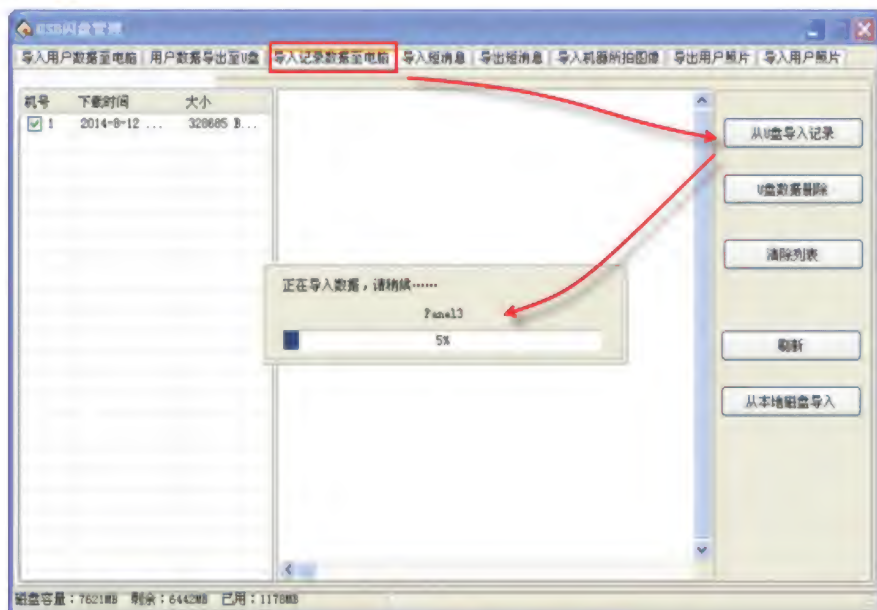 USB闪盘管理
导入用户数据至电脑 用户数据导出至U盘 导入记录数据至电脑 导入短消息 导出短消息 导入机器所拍图像 导出用户照片 导入用户照片
机号 下载时间 大小
1 2014-8-12 ... 328685 B...
从U盘导入记录
U盘数据删除
清除列表
正在导入数据，请稍候……
Panel3
5%
刷新
从本地磁盘导入
磁盘容量：7621MB 剩余：6442MB 已用：1178MB